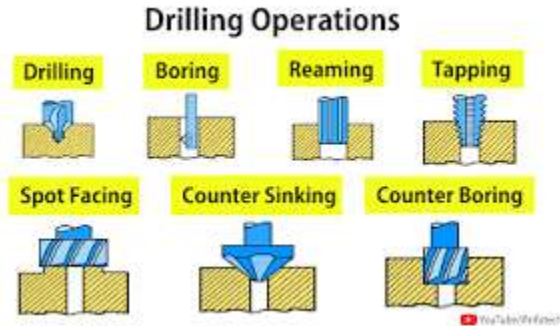 Drilling Operations
Drilling Boring Reaming Tapping
Spot Facing Counter Sinking Counter Boring